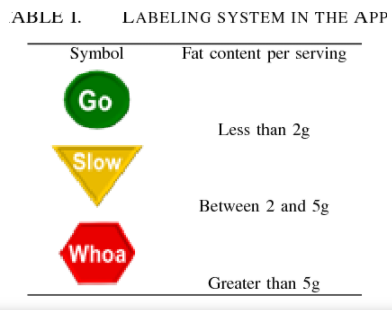 ABLE I. LABELING SYSTEM IN THE APP
Symbol Fat content per serving
Go
Less than 2g
Slow
Between 2 and 5g
Whoa
Greater than 5g